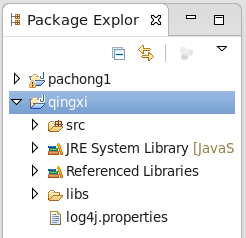 Package Explor
pachong1
qingxi
src
JRE System Library [JavaS
Referenced Libraries
libs
log4j.properties